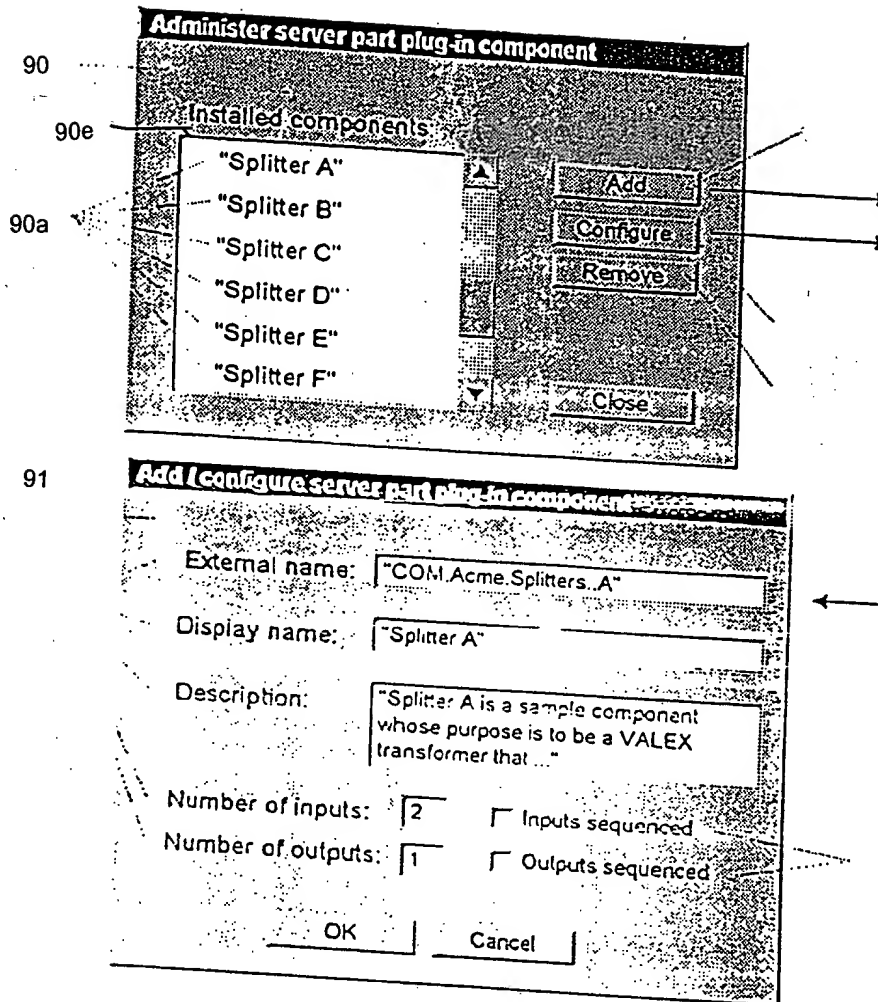 Administer server part plug-in component
90
Installed components:
90e
"Splitter A"
"Splitter B"
90a
"Splitter C"
"Splitter D"
"Splitter E"
"Splitter F"
Add
Configure
Remove
Close
91
Add / configure server part plug-in component
External name: "COM.Acme.Splitters..A"
Display name: "Splitter A"
Description: "Splitter A is a sample component
whose purpose is to be a VALEX
transformer that ..."
Number of inputs: 2 Inputs sequenced
Number of outputs: 1 Outputs sequenced
OK Cancel